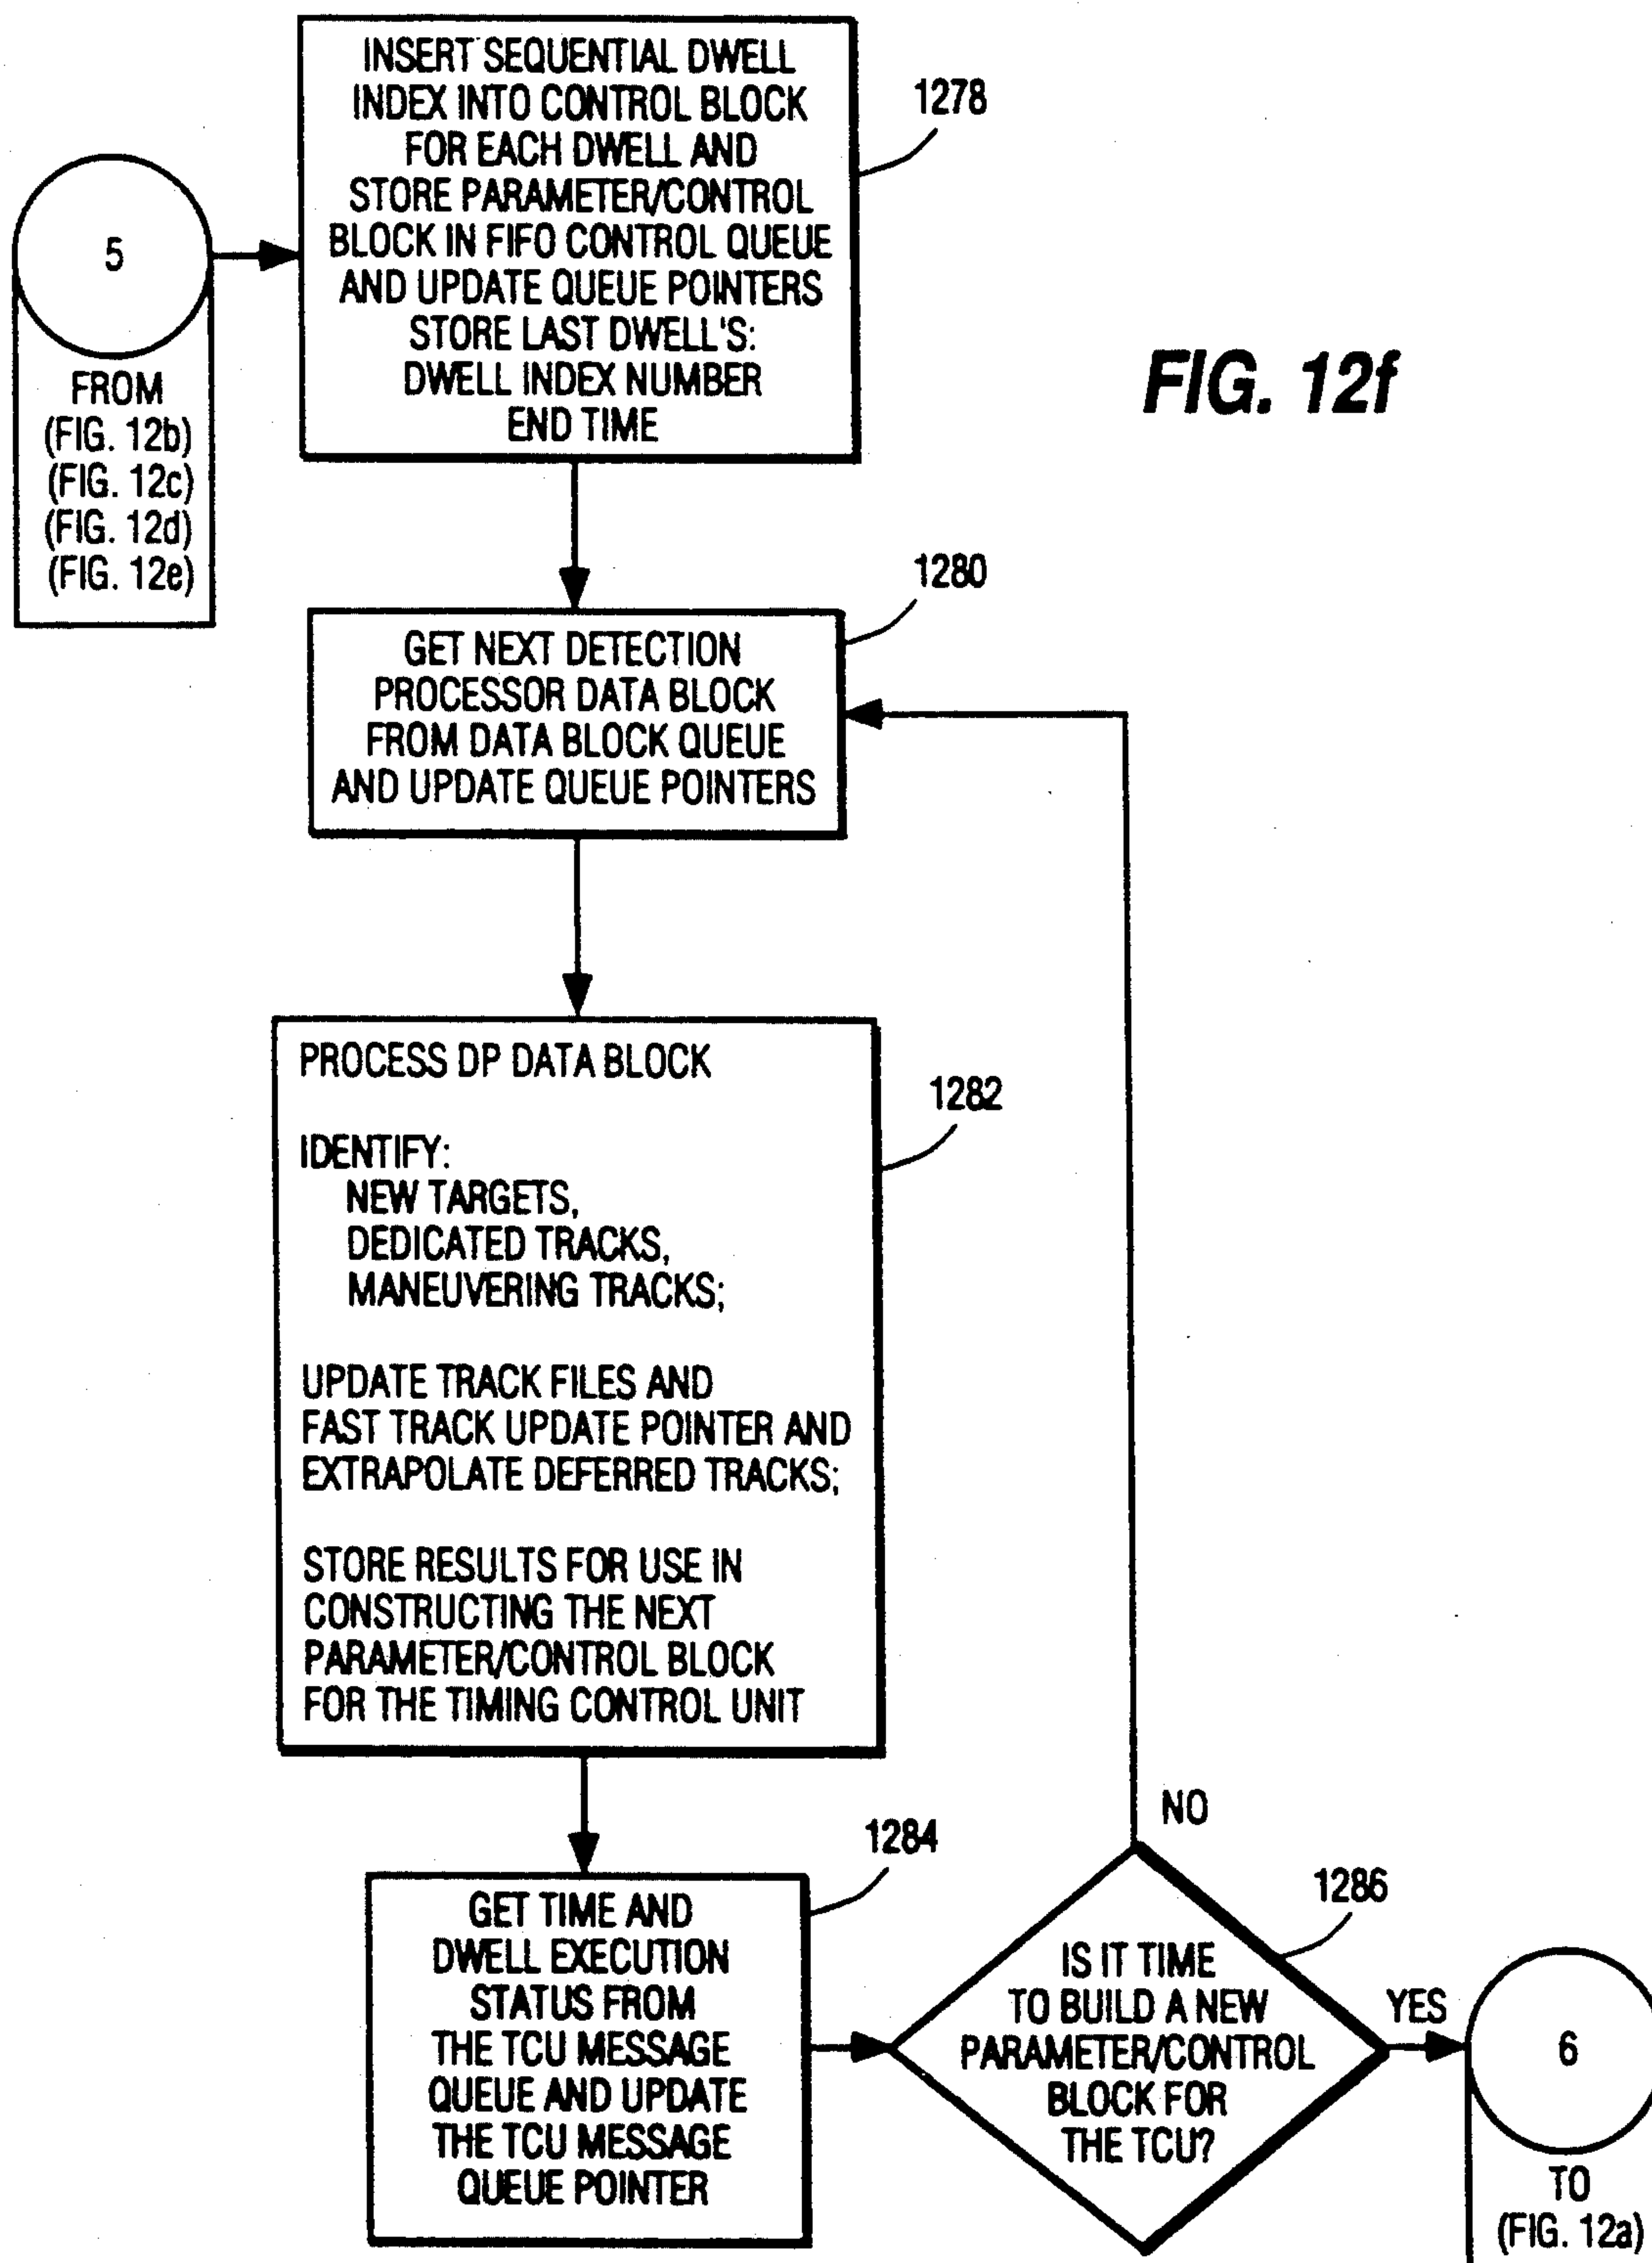 INSERT SEQUENTIAL DWELL
INDEX INTO CONTROL BLOCK
FOR EACH DWELL AND
STORE PARAMETER/CONTROL
BLOCK IN FIFO CONTROL QUEUE
AND UPDATE QUEUE POINTERS
STORE LAST DWELL'S:
DWELL INDEX NUMBER
END TIME
1278
5
FROM
(FIG. 12b)
(FIG. 12c)
(FIG. 12d)
(FIG. 12e)
FIG. 12f
1280
GET NEXT DETECTION
PROCESSOR DATA BLOCK
FROM DATA BLOCK QUEUE
AND UPDATE QUEUE POINTERS
1282
PROCESS DP DATA BLOCK
IDENTIFY:
NEW TARGETS,
DEDICATED TRACKS,
MANEUVERING TRACKS;
UPDATE TRACK FILES AND
FAST TRACK UPDATE POINTER AND
EXTRAPOLATE DEFERRED TRACKS;
STORE RESULTS FOR USE IN
CONSTRUCTING THE NEXT
PARAMETER/CONTROL BLOCK
FOR THE TIMING CONTROL UNIT
1284
GET TIME AND
DWELL EXECUTION
STATUS FROM
THE TCU MESSAGE
QUEUE AND UPDATE
THE TCU MESSAGE
QUEUE POINTER
NO
1286
IS IT TIME
TO BUILD A NEW
PARAMETER/CONTROL
BLOCK FOR
THE TCU?
YES
6
TO
(FIG. 12a)